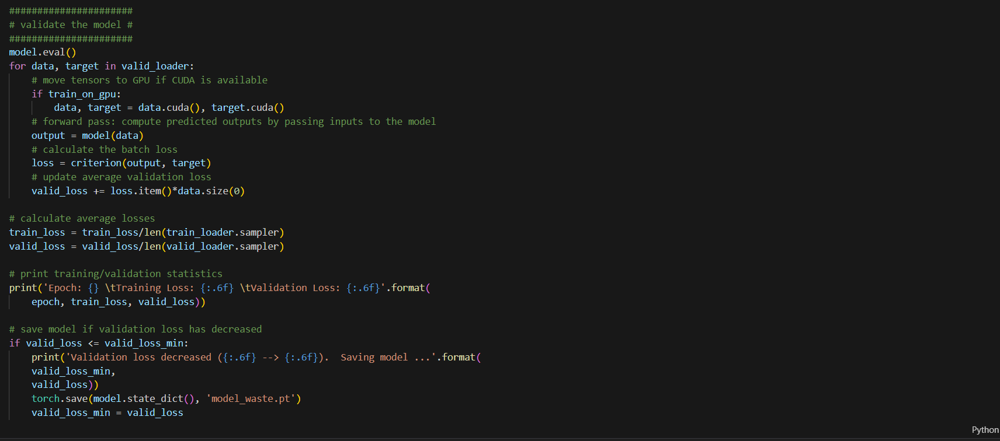 ######################
# validate the model #
######################
model.eval()
for data, target in valid_loader:
    # move tensors to GPU if CUDA is available
    if train_on_gpu:
        data, target = data.cuda(), target.cuda()
    # forward pass: compute predicted outputs by passing inputs to the model
    output = model(data)
    # calculate the batch loss
    loss = criterion(output, target)
    # update average validation loss
    valid_loss += loss.item()*data.size(0)

# calculate average losses
train_loss = train_loss/len(train_loader.sampler)
valid_loss = valid_loss/len(valid_loader.sampler)

# print training/validation statistics
print('Epoch: {} \tTraining Loss: {:.6f} \tValidation Loss: {:.6f}'.format(
    epoch, train_loss, valid_loss))

# save model if validation loss has decreased
if valid_loss <= valid_loss_min:
    print('Validation loss decreased ({:.6f} --> {:.6f}).  Saving model ...'.format(
    valid_loss_min,
    valid_loss))
    torch.save(model.state_dict(), 'model_waste.pt')
    valid_loss_min = valid_loss
Python